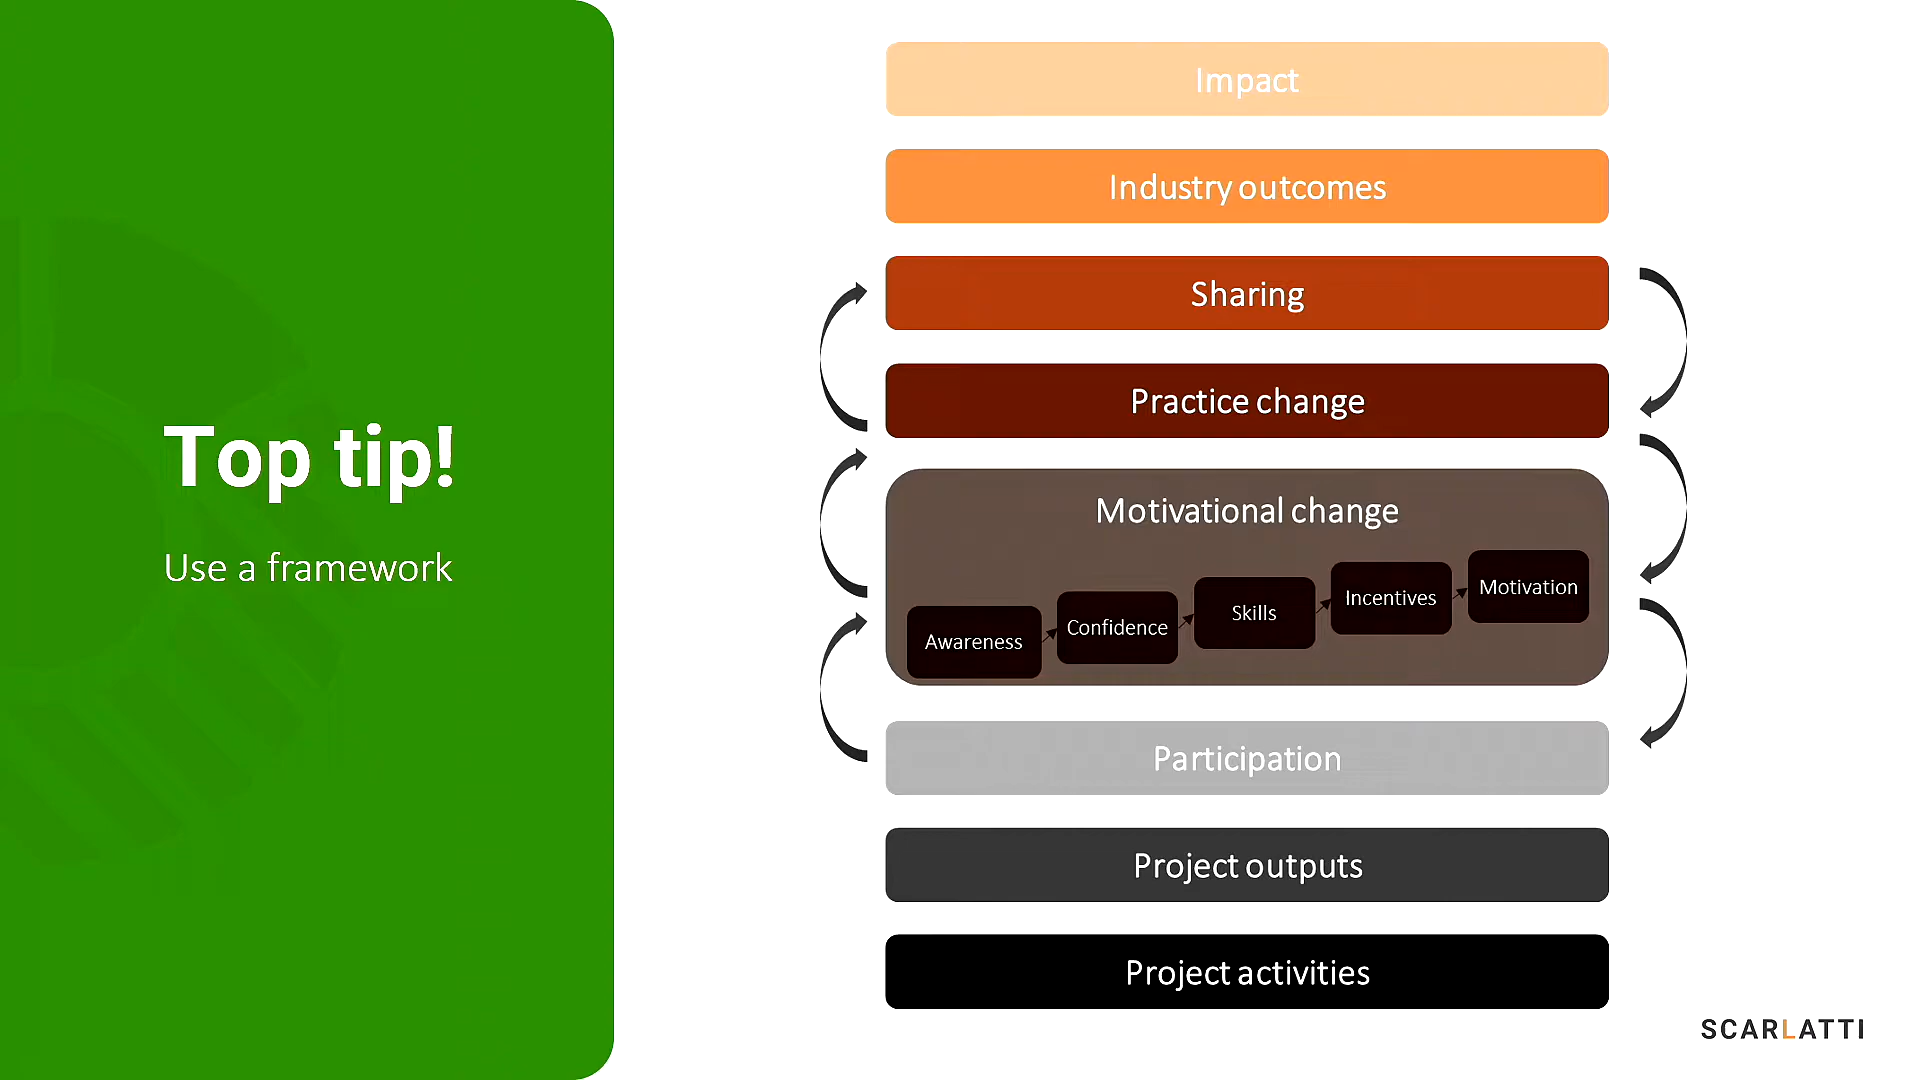 Top tip!
Use a framework
Impact
Industry outcomes
Sharing
Practice change
Motivational change
Awareness
Confidence
Skills
Incentives
Motivation
Participation
Project outputs
Project activities
SCARLATTI